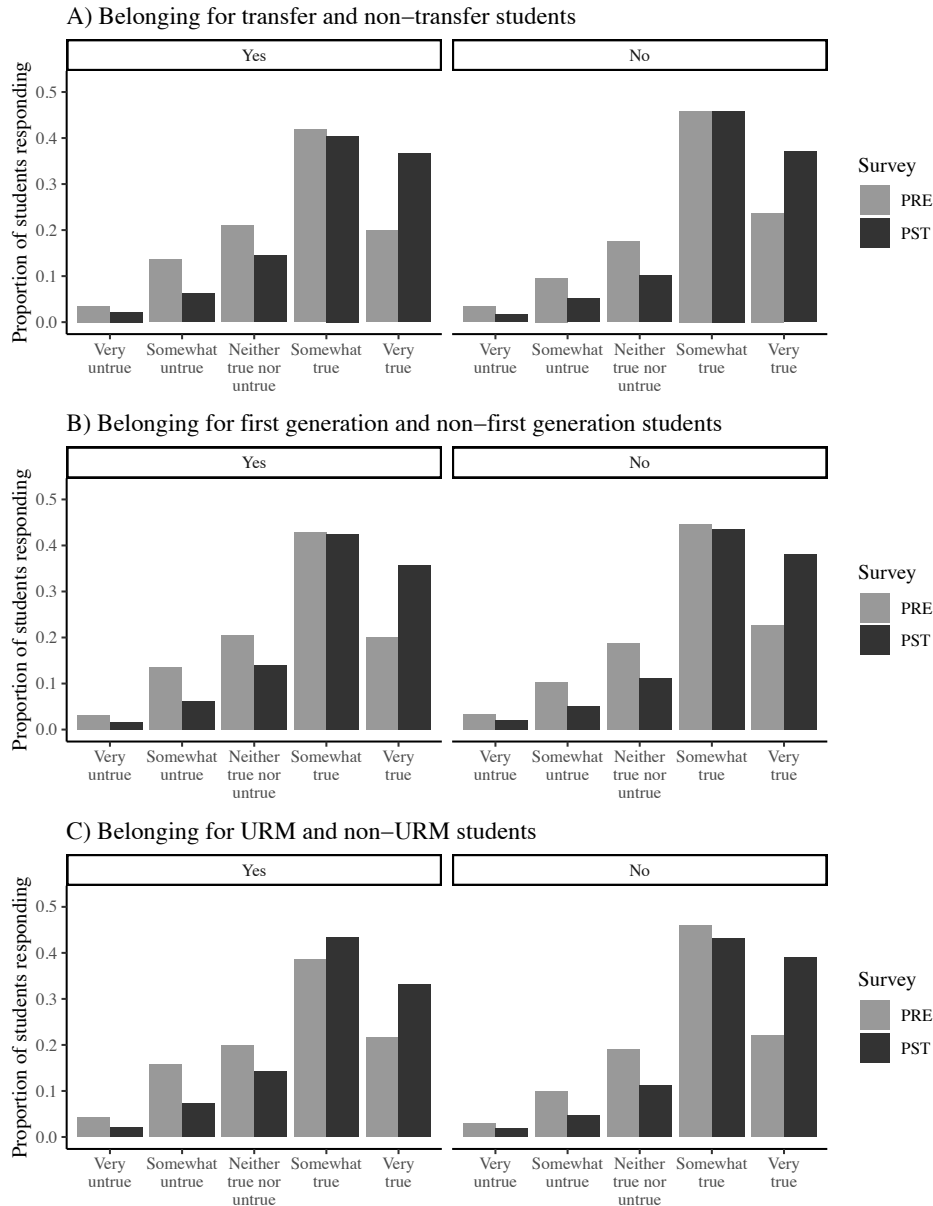 A) Belonging for transfer and non–transfer students
Yes
No
Proportion of students responding
0.5
0.4
0.3
0.2
0.1
0.0
Very
untrue
Somewhat
untrue
Neither
true nor
untrue
Somewhat
true
Very
true
Very
untrue
Somewhat
untrue
Neither
true nor
untrue
Somewhat
true
Very
true
Survey
PRE
PST
B) Belonging for first generation and non–first generation students
Yes
No
Proportion of students responding
0.5
0.4
0.3
0.2
0.1
0.0
Very
untrue
Somewhat
untrue
Neither
true nor
untrue
Somewhat
true
Very
true
Very
untrue
Somewhat
untrue
Neither
true nor
untrue
Somewhat
true
Very
true
Survey
PRE
PST
C) Belonging for URM and non–URM students
Yes
No
Proportion of students responding
0.5
0.4
0.3
0.2
0.1
0.0
Very
untrue
Somewhat
untrue
Neither
true nor
untrue
Somewhat
true
Very
true
Very
untrue
Somewhat
untrue
Neither
true nor
untrue
Somewhat
true
Very
true
Survey
PRE
PST